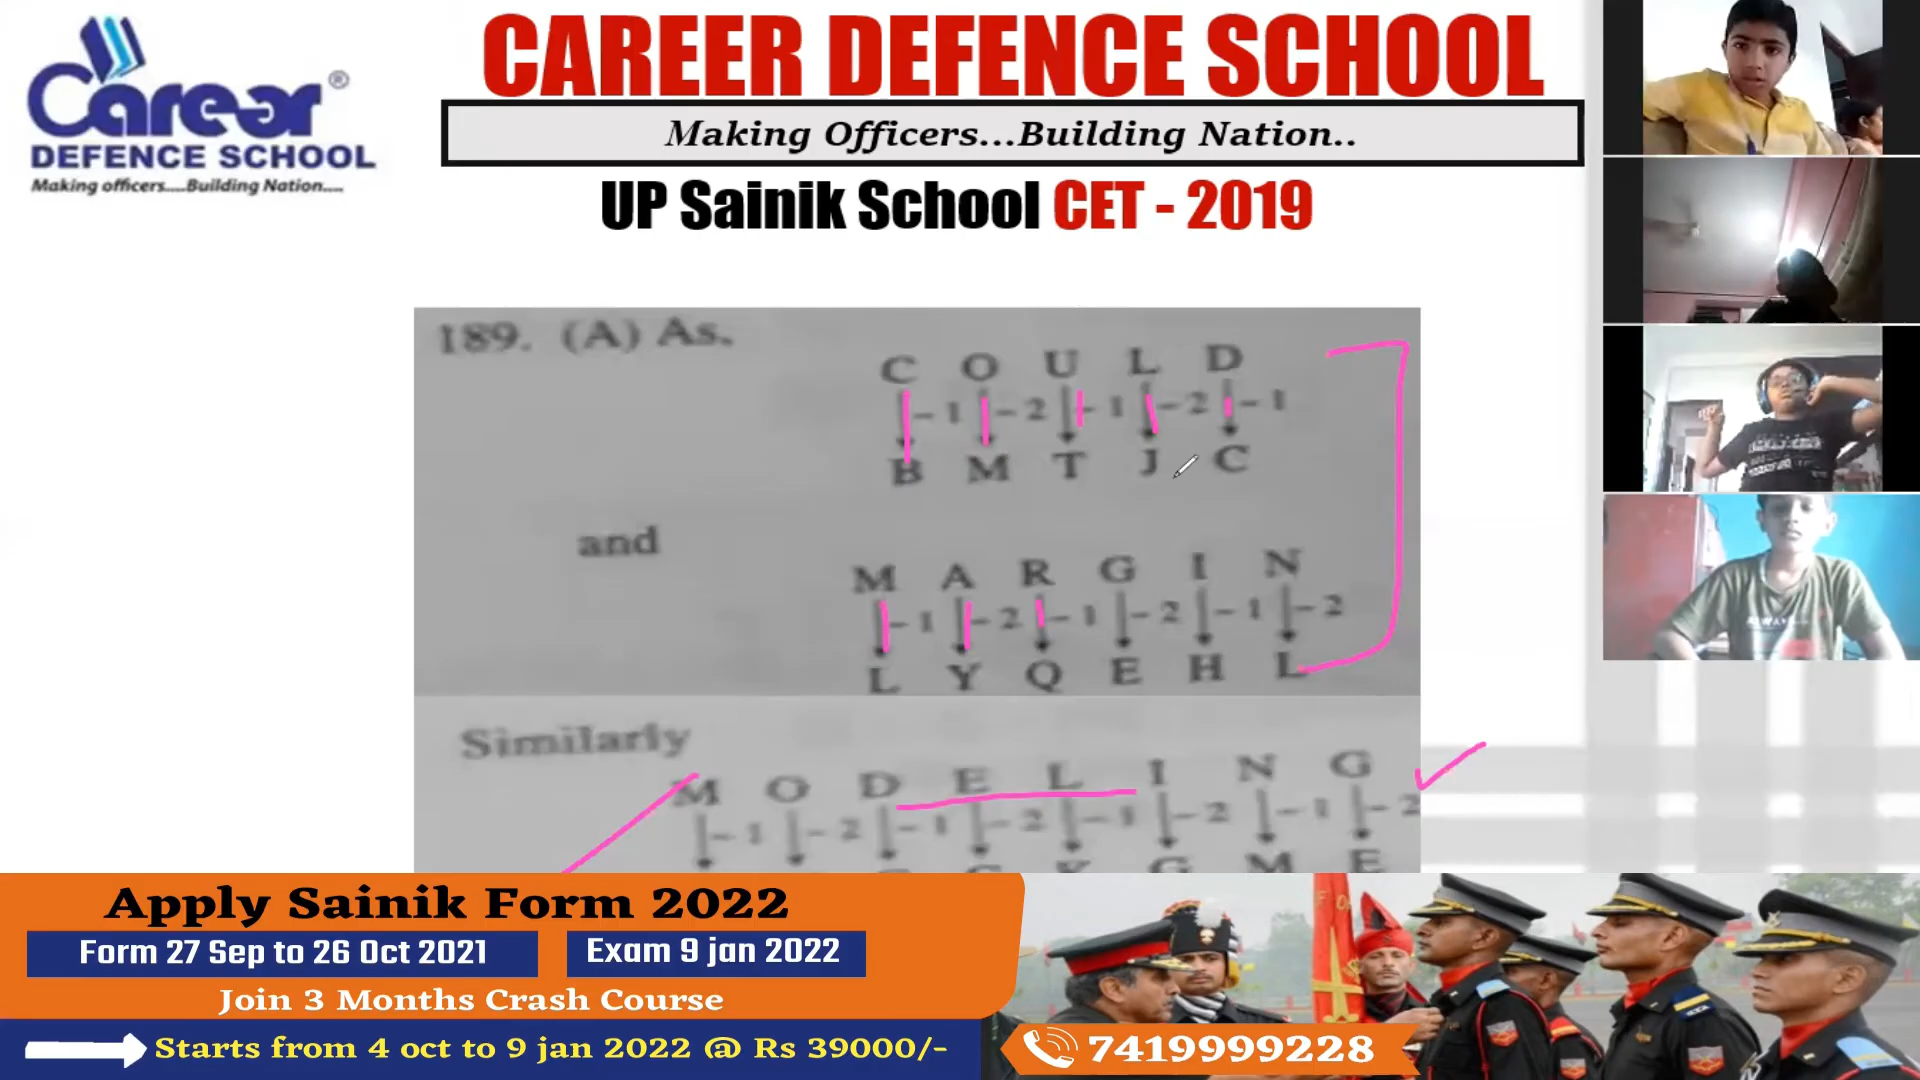 Career ®
DEFENCE SCHOOL
Making officers....Building Nation....
CAREER DEFENCE SCHOOL
Making Officers...Building Nation..
UP Sainik School CET - 2019
189. (A) As.
C O U L D
- 1 - 2 - 1 - 2 - 1
B M T J C
and
M A R G I N
- 1 - 2 - 1 - 2 - 1 - 2
L Y Q E H L
Similarly
M O D E L I N G
- 1 - 2 - 1 - 2 - 1 - 2 - 1 - 2
K G M E
Apply Sainik Form 2022
Form 27 Sep to 26 Oct 2021
Exam 9 jan 2022
Join 3 Months Crash Course
Starts from 4 oct to 9 jan 2022 @ Rs 39000/-
7419999228